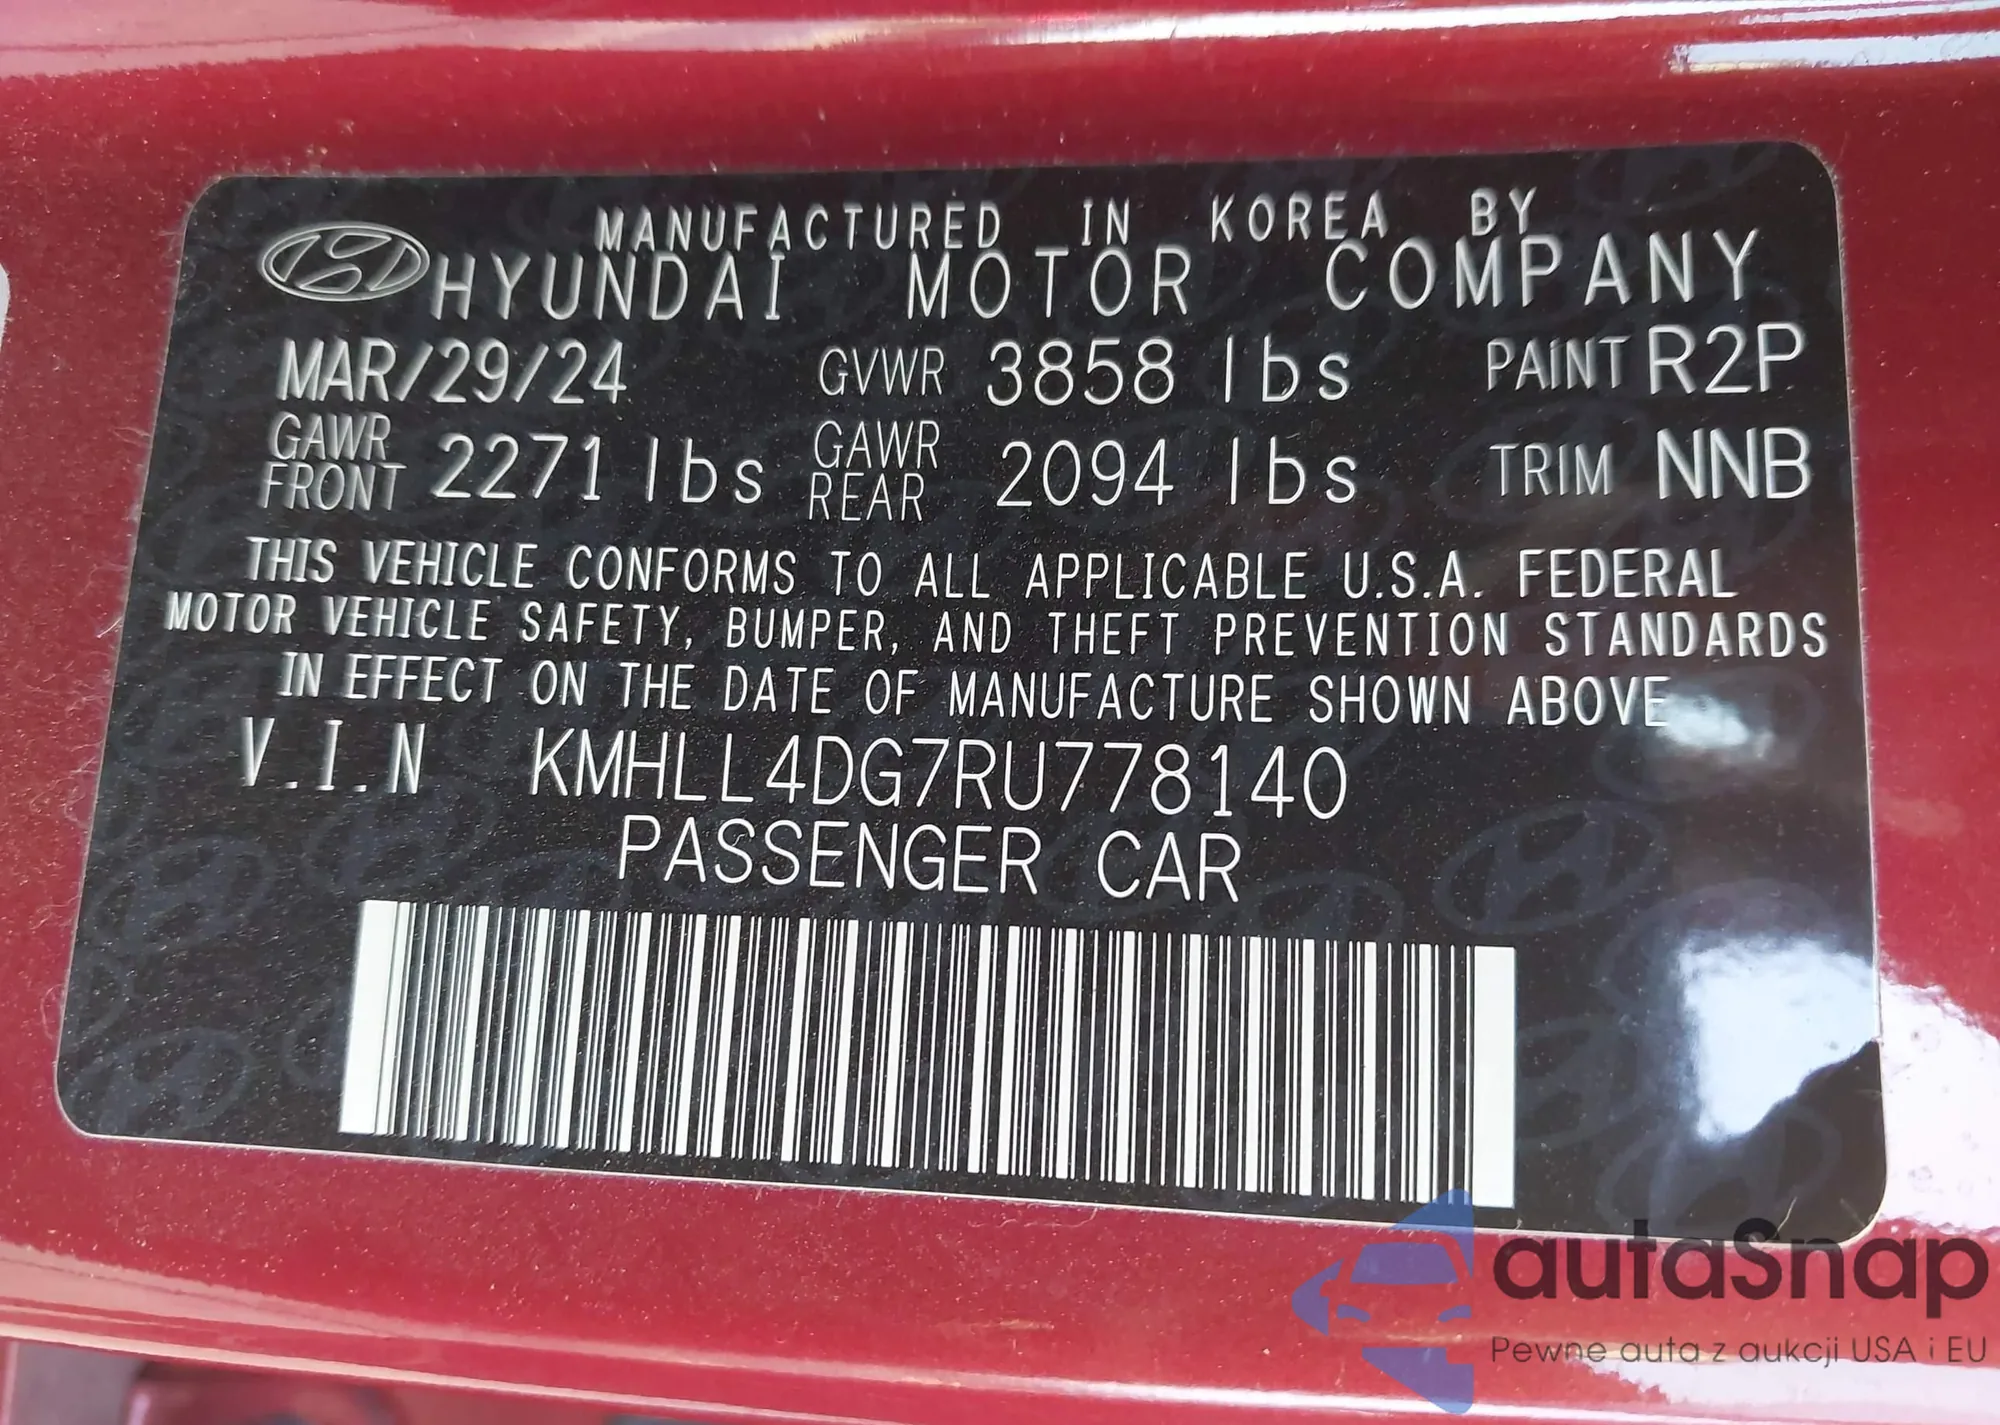 MANUFACTURED IN KOREA BY
HYUNDAI MOTOR COMPANY
MAR/29/24 GVWR 3858 lbs PAINT R2P
GAWR FRONT 2271 lbs GAWR REAR 2094 lbs TRIM NNB
THIS VEHICLE CONFORMS TO ALL APPLICABLE U.S.A. FEDERAL
MOTOR VEHICLE SAFETY, BUMPER, AND THEFT PREVENTION STANDARDS
IN EFFECT ON THE DATE OF MANUFACTURE SHOWN ABOVE
V.I.N KMHLL4DG7RU778140
PASSENGER CAR
autaSnap
Pewne auta z aukcji USA i EU